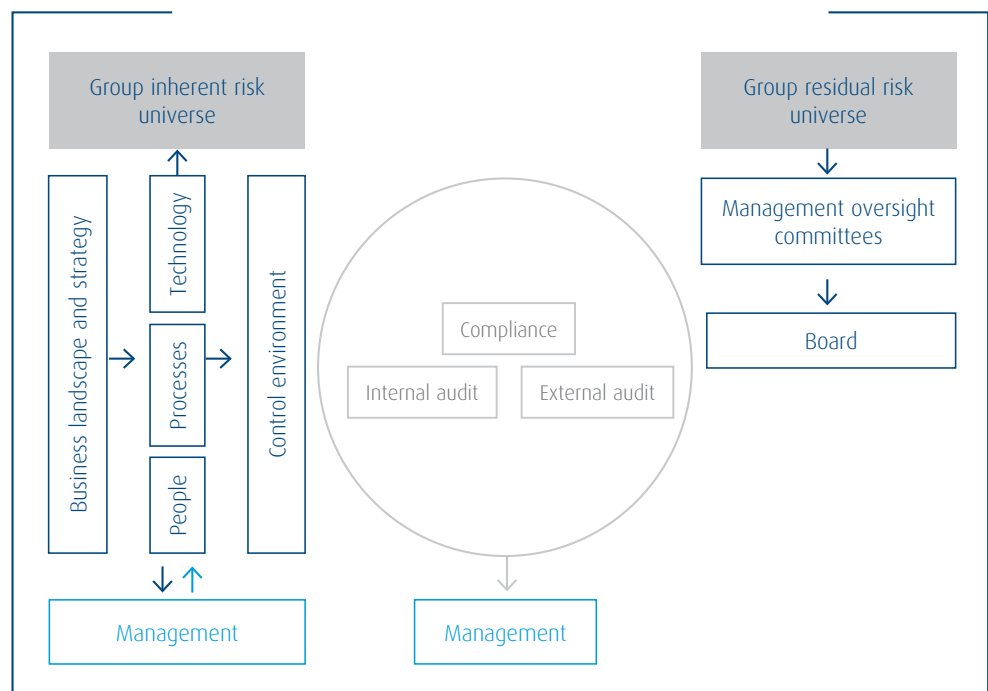 Group inherent risk
universe
Business landscape and strategy
Technology
Processes
People
Control environment
Management
Compliance
Internal audit
External audit
Management
Group residual risk
universe
Management oversight
committees
Board